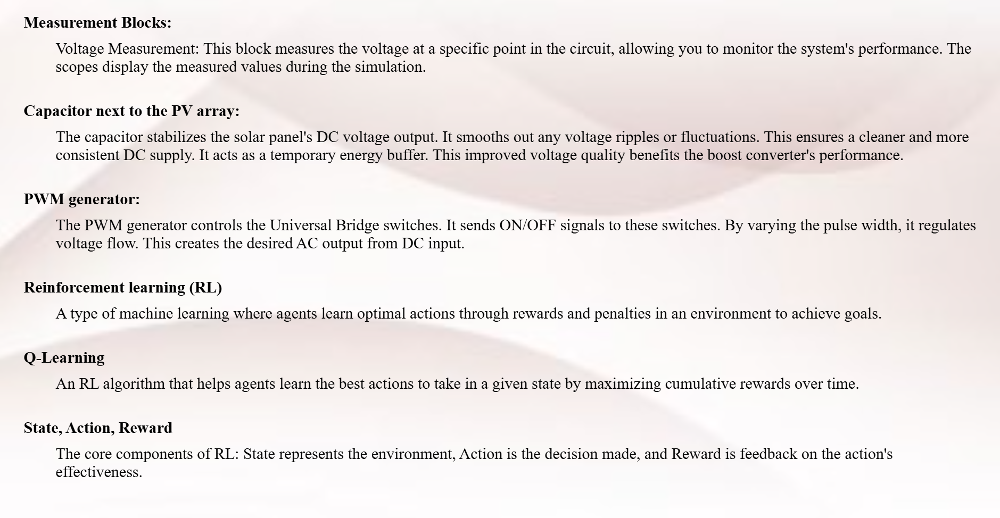 Measurement Blocks:
Voltage Measurement: This block measures the voltage at a specific point in the circuit, allowing you to monitor the system's performance. The
scopes display the measured values during the simulation.
Capacitor next to the PV array:
The capacitor stabilizes the solar panel's DC voltage output. It smooths out any voltage ripples or fluctuations. This ensures a cleaner and more
consistent DC supply. It acts as a temporary energy buffer. This improved voltage quality benefits the boost converter's performance.
PWM generator:
The PWM generator controls the Universal Bridge switches. It sends ON/OFF signals to these switches. By varying the pulse width, it regulates
voltage flow. This creates the desired AC output from DC input.
Reinforcement learning (RL)
A type of machine learning where agents learn optimal actions through rewards and penalties in an environment to achieve goals.
Q-Learning
An RL algorithm that helps agents learn the best actions to take in a given state by maximizing cumulative rewards over time.
State, Action, Reward
The core components of RL: State represents the environment, Action is the decision made, and Reward is feedback on the action's
effectiveness.